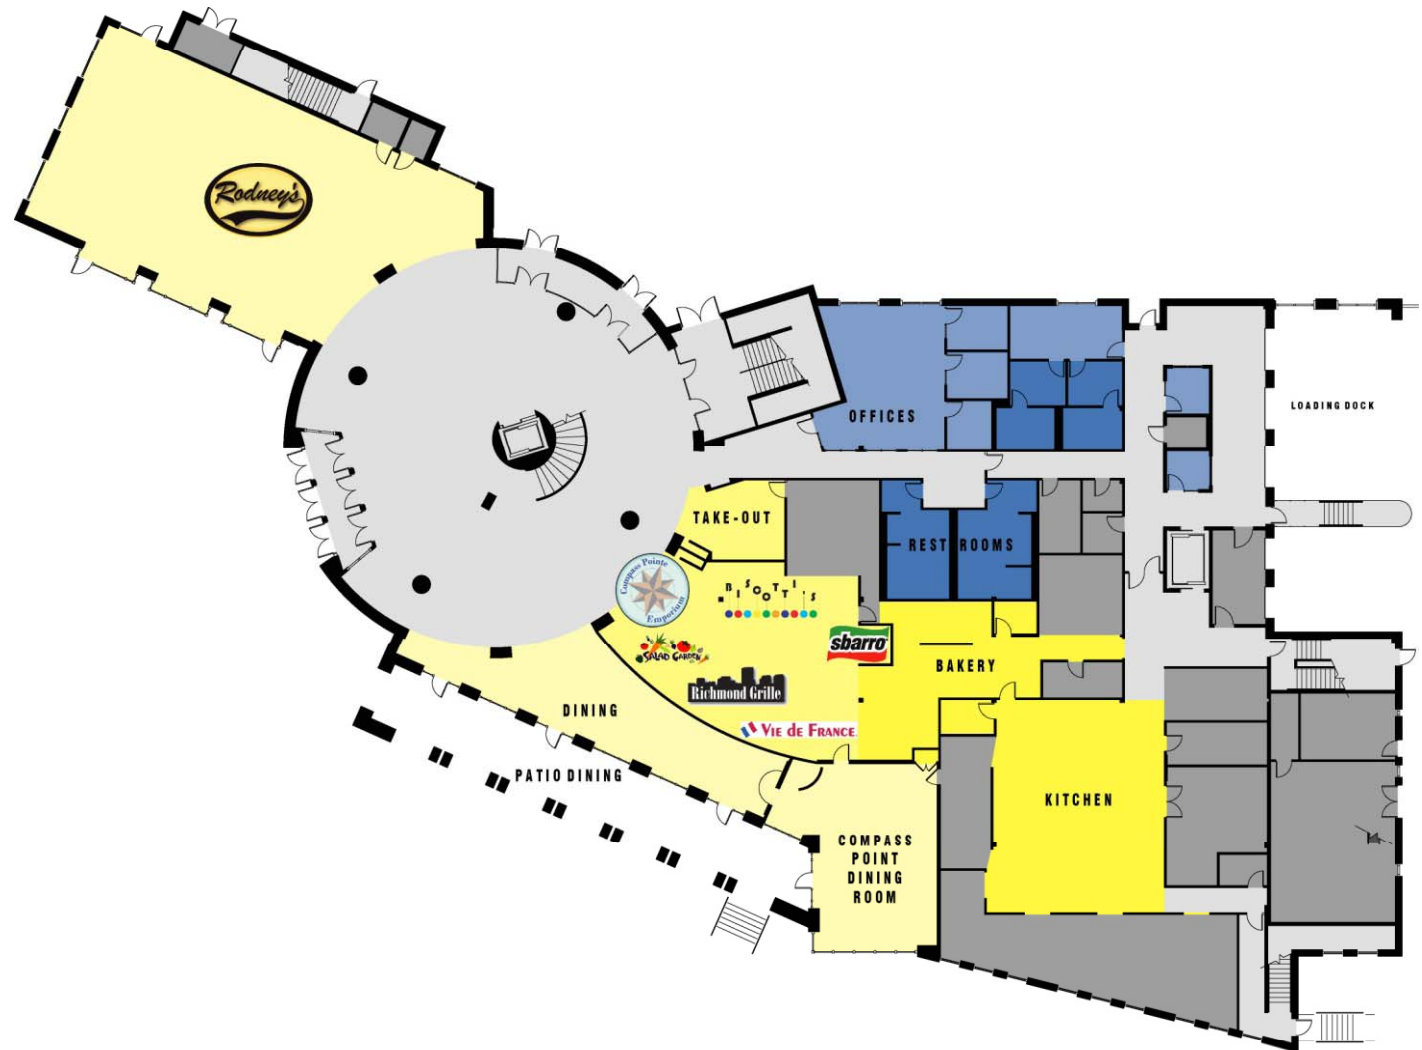 Rodney's
OFFICES
LOADING DOCK
TAKE-OUT
REST ROOMS
Compass Pointe
Emporium
BISCOTTI'S
sbarro
SALAD GARDEN
BAKERY
Richmond Grille
DINING
VIE DE FRANCE
PATIO DINING
KITCHEN
COMPASS
POINT
DINING
ROOM